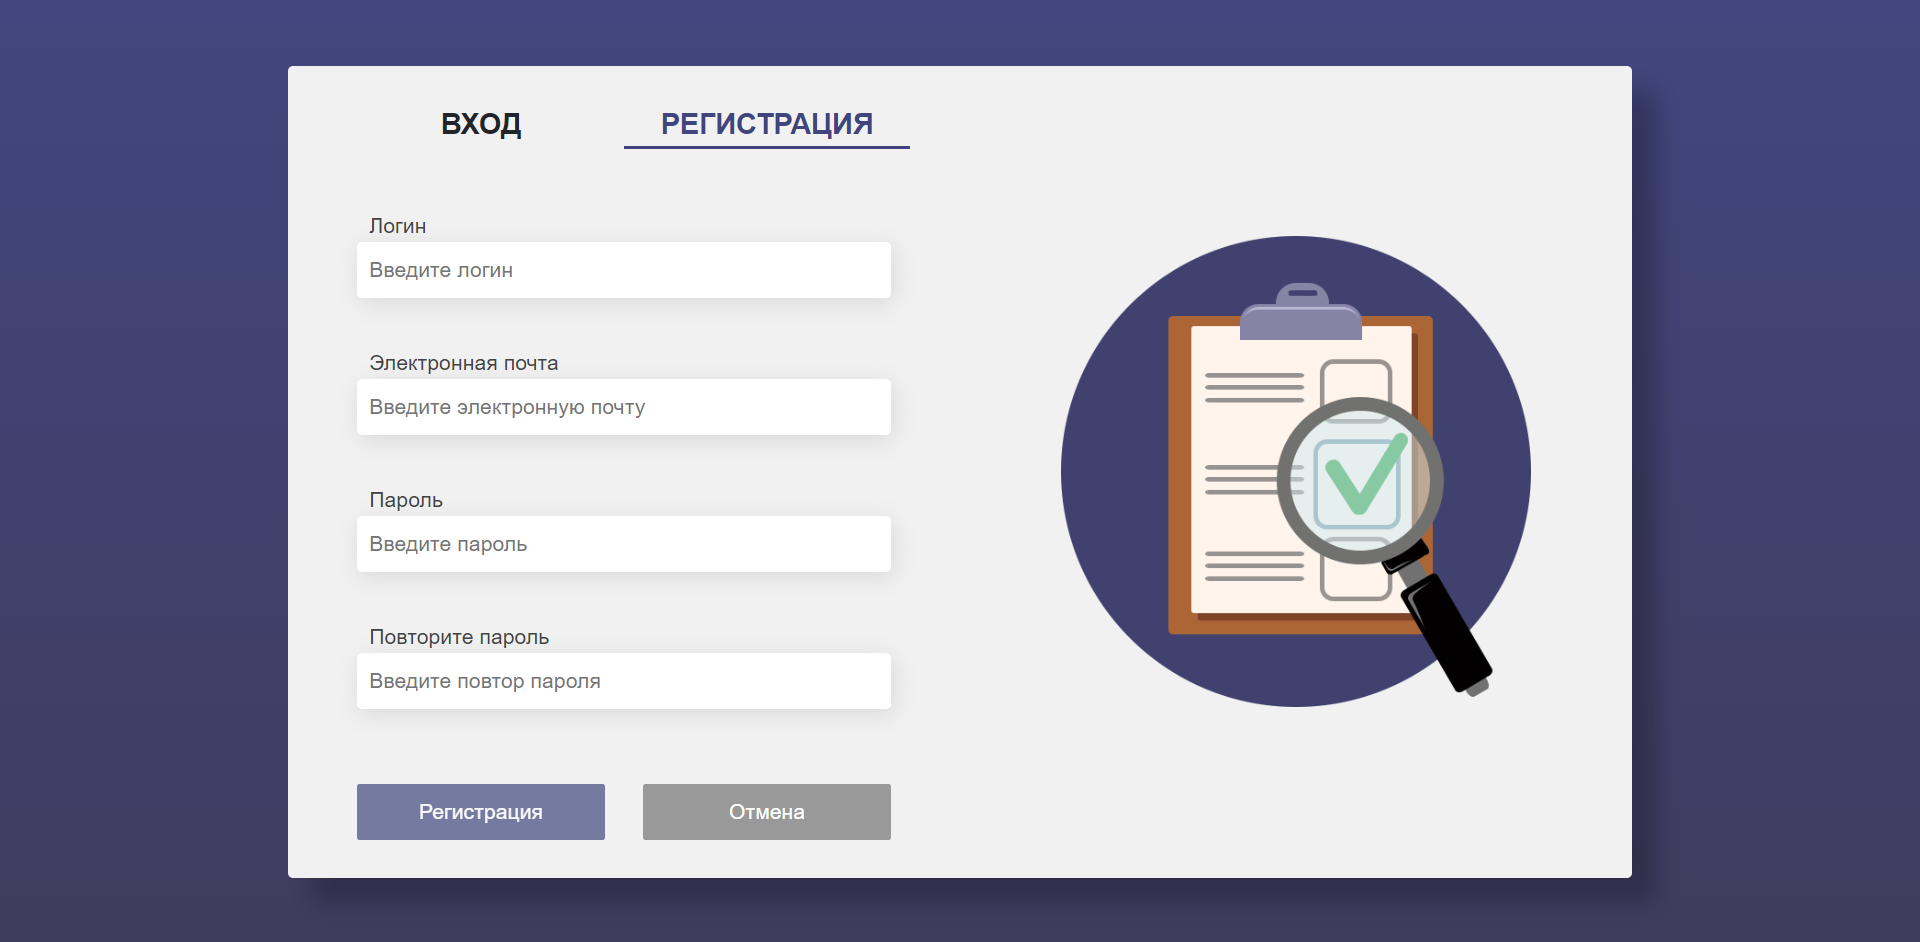 ВХОД
РЕГИСТРАЦИЯ
Логин
Введите логин
Электронная почта
Введите электронную почту
Пароль
Введите пароль
Повторите пароль
Введите повтор пароля
Регистрация
Отмена